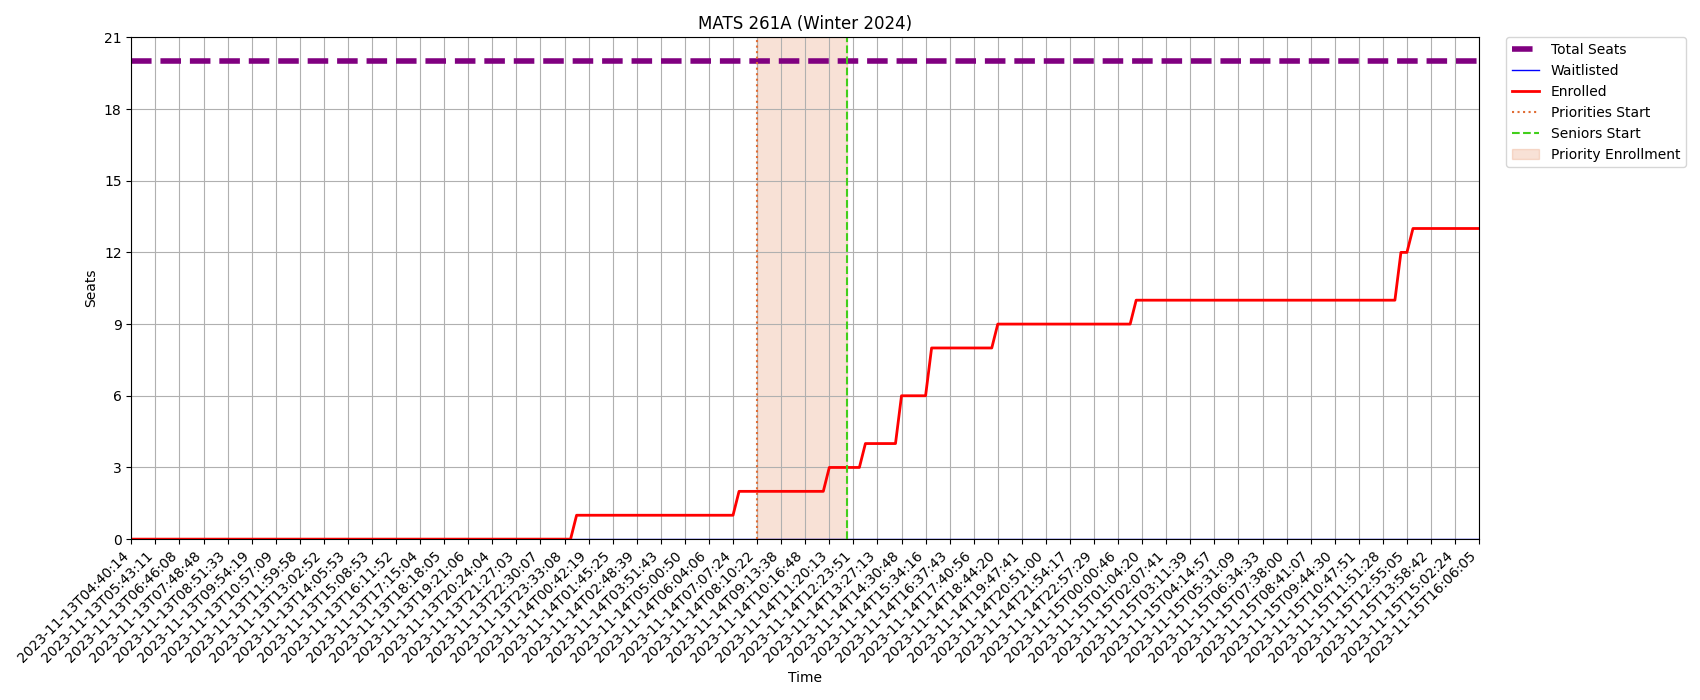 MATS 261A (Winter 2024)
Total Seats
Waitlisted
Enrolled
Priorities Start
Seniors Start
Priority Enrollment
Seats
21
18
15
12
9
6
3
0
2023-11-13T04:40:14
2023-11-13T05:43:11
2023-11-13T06:46:08
2023-11-13T07:48:48
2023-11-13T08:51:33
2023-11-13T09:54:19
2023-11-13T10:57:09
2023-11-13T11:59:58
2023-11-13T13:02:52
2023-11-13T14:05:53
2023-11-13T15:08:53
2023-11-13T16:11:52
2023-11-13T17:15:04
2023-11-13T18:18:05
2023-11-13T19:21:06
2023-11-13T20:24:04
2023-11-13T21:27:03
2023-11-13T22:30:07
2023-11-13T23:33:08
2023-11-14T00:42:19
2023-11-14T01:45:25
2023-11-14T02:48:39
2023-11-14T03:51:43
2023-11-14T05:00:50
2023-11-14T06:04:06
2023-11-14T07:07:24
2023-11-14T08:10:22
2023-11-14T09:13:38
2023-11-14T10:16:48
2023-11-14T11:20:13
2023-11-14T12:23:51
2023-11-14T13:27:13
2023-11-14T14:30:48
2023-11-14T15:34:16
2023-11-14T16:37:43
2023-11-14T17:40:56
2023-11-14T18:44:20
2023-11-14T19:47:41
2023-11-14T20:51:00
2023-11-14T21:54:17
2023-11-14T22:57:29
2023-11-15T00:00:46
2023-11-15T01:04:20
2023-11-15T02:07:41
2023-11-15T03:11:39
2023-11-15T04:14:57
2023-11-15T05:31:09
2023-11-15T06:34:33
2023-11-15T07:38:00
2023-11-15T08:41:07
2023-11-15T09:44:30
2023-11-15T10:47:51
2023-11-15T11:51:28
2023-11-15T12:55:05
2023-11-15T13:58:42
2023-11-15T15:02:24
2023-11-15T16:06:05
Time